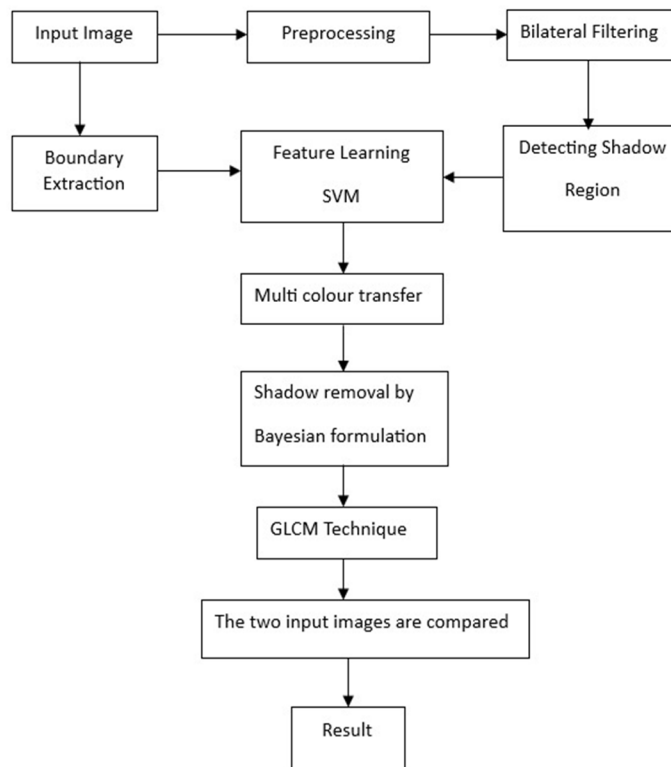 Input Image
Preprocessing
Bilateral Filtering
Boundary
Extraction
Feature Learning
SVM
Detecting Shadow
Region
Multi colour transfer
Shadow removal by
Bayesian formulation
GLCM Technique
The two input images are compared
Result